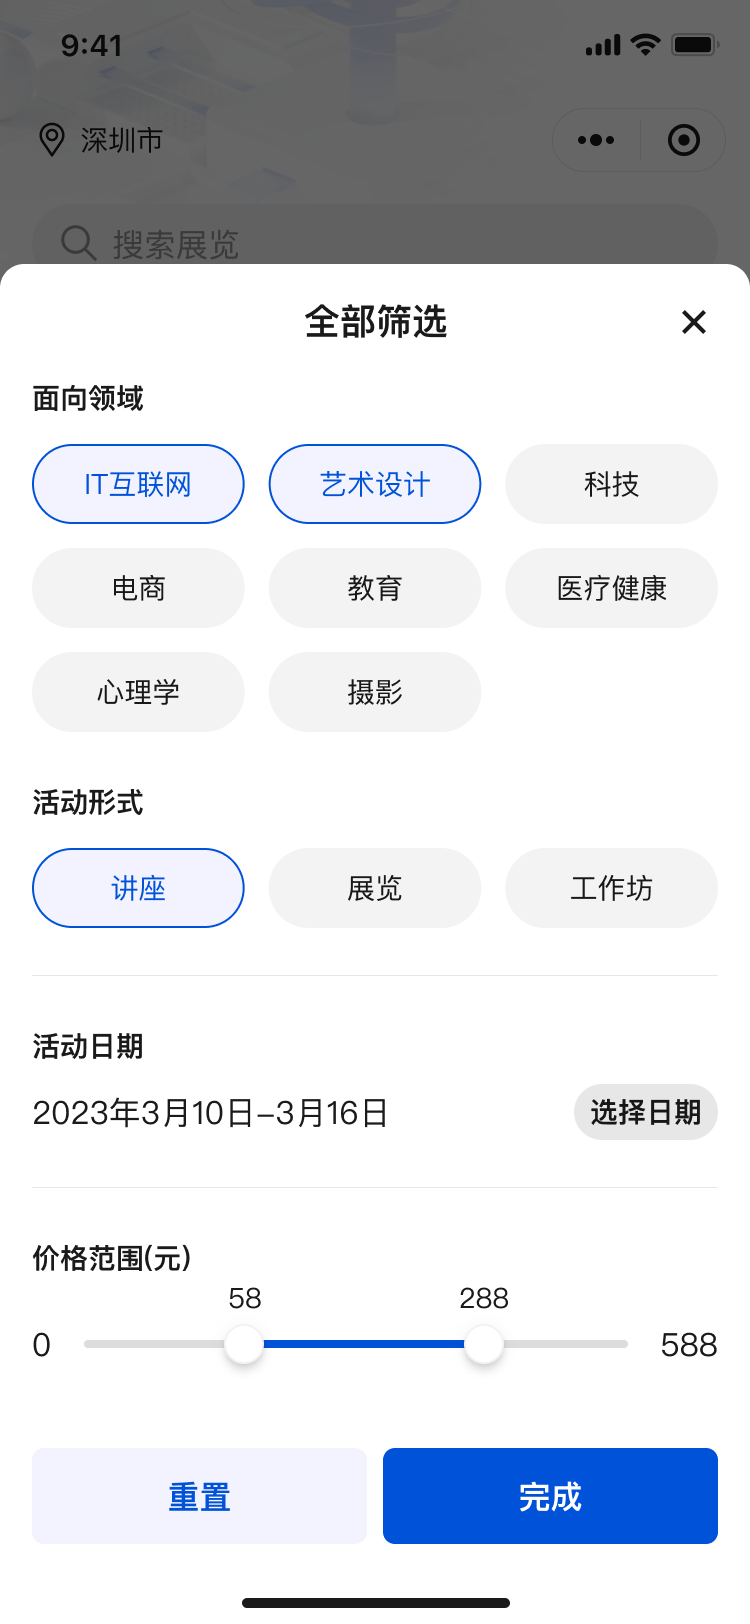 9:41
深圳市
搜索展览
全部筛选
面向领域
IT互联网 艺术设计 科技
电商 教育 医疗健康
心理学 摄影
活动形式
讲座 展览 工作坊
活动日期
2023年3月10日–3月16日 选择日期
价格范围(元)
58 288
0 588
重置 完成